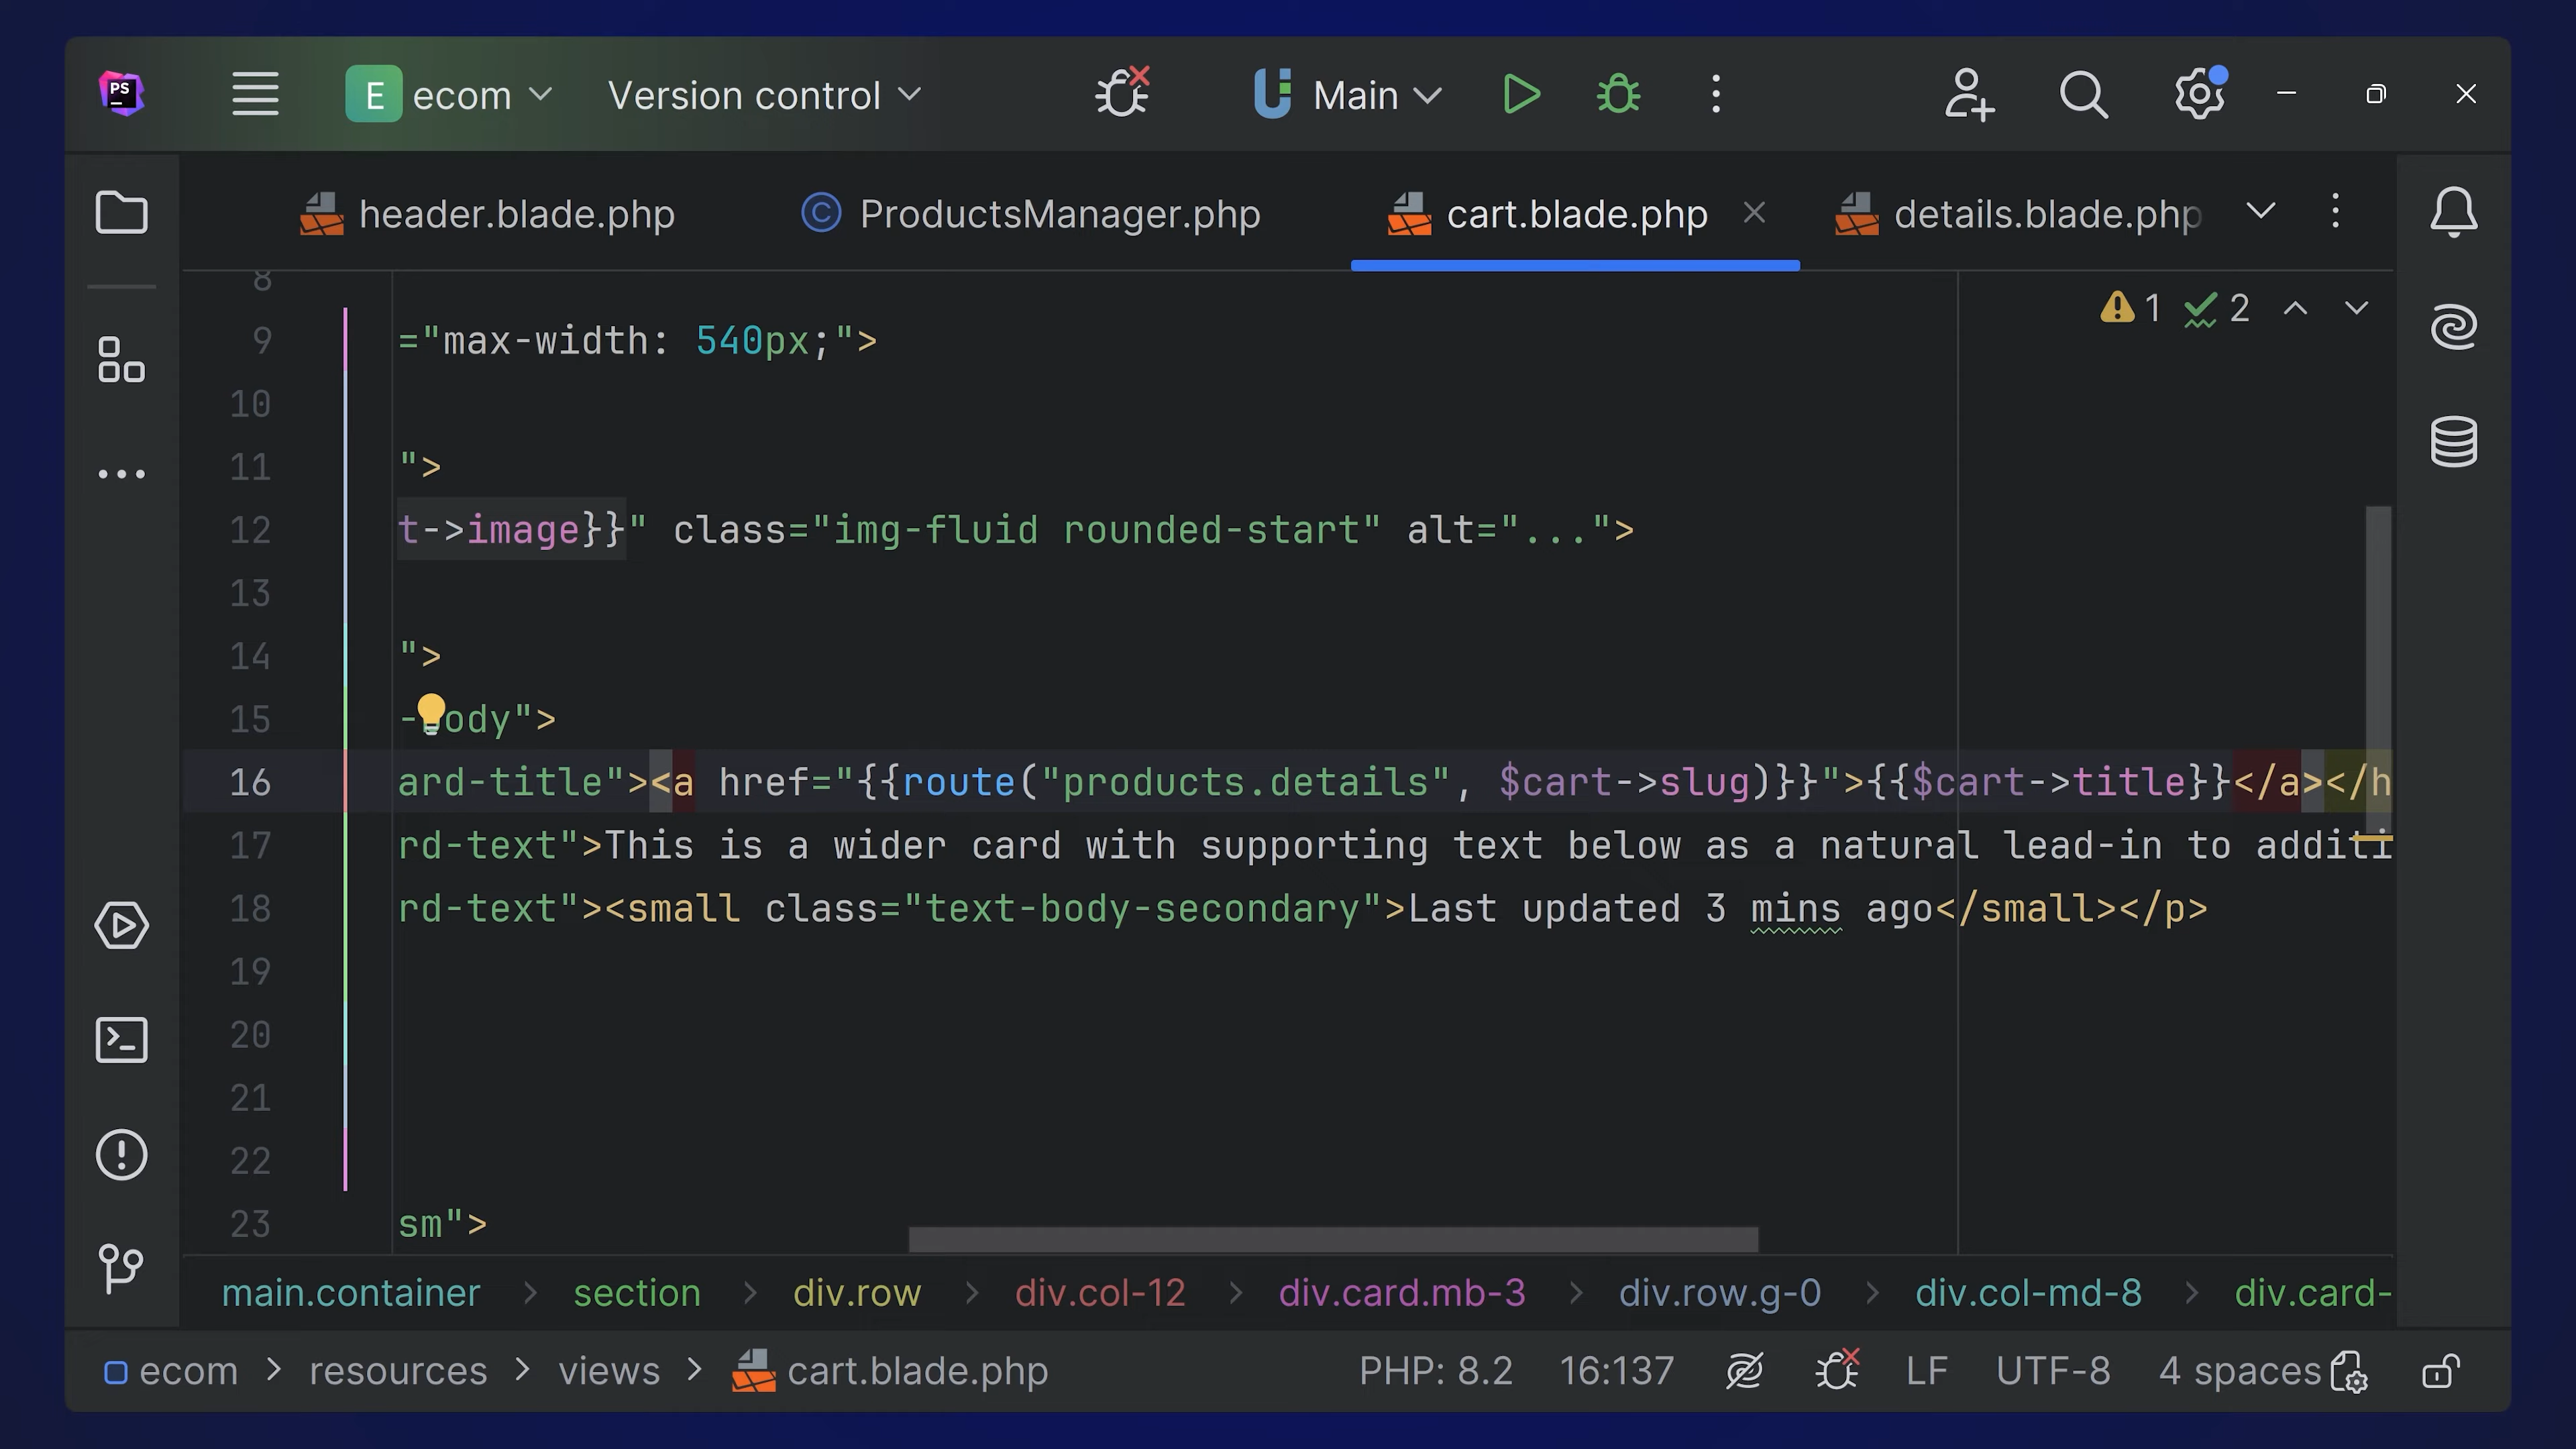 PS
E ecom Version control Main
header.blade.php ProductsManager.php cart.blade.php details.blade.php
1 2
8
9 ="max-width: 540px;">
10
11 ">
12 t->image}}" class="img-fluid rounded-start" alt="...">
13
14 ">
15 -body">
16 ard-title"><a href="{{route("products.details", $cart->slug)}}">{{$cart->title}}</a></h
17 rd-text">This is a wider card with supporting text below as a natural lead-in to additi
18 rd-text"><small class="text-body-secondary">Last updated 3 mins ago</small></p>
19
20
21
22
23 sm">
main.container > section > div.row > div.col-12 > div.card.mb-3 > div.row.g-0 > div.col-md-8 > div.card-
ecom > resources > views > cart.blade.php PHP: 8.2 16:137 LF UTF-8 4 spaces